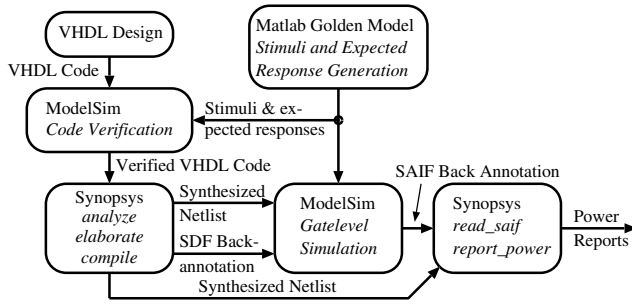 VHDL Design
VHDL Code
Matlab Golden Model
Stimuli and Expected
Response Generation
ModelSim
Code Verification
Stimuli & ex-
pected responses
Verified VHDL Code
Synopsys
analyze
elaborate
compile
Synthesized
Netlist
SDF Back-
annotation
ModelSim
Gatelevel
Simulation
SAIF Back Annotation
Synopsys
read_saif
report_power
Power
Reports
Synthesized Netlist